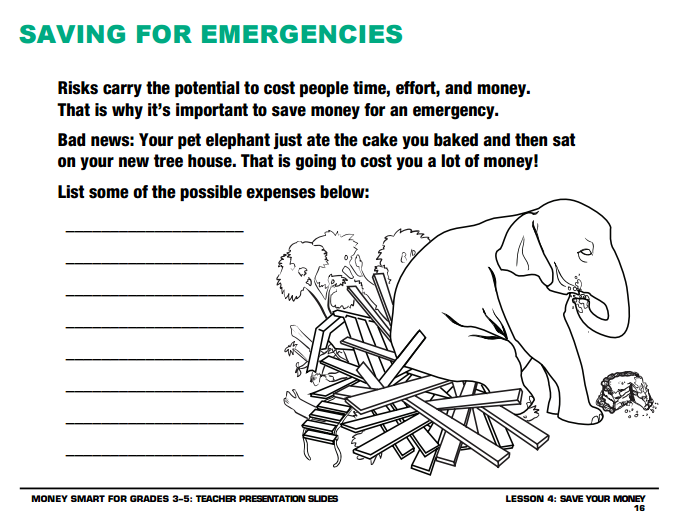 SAVING FOR EMERGENCIES
Risks carry the potential to cost people time, effort, and money.
That is why it’s important to save money for an emergency.
Bad news: Your pet elephant just ate the cake you baked and then sat
on your new tree house. That is going to cost you a lot of money!
List some of the possible expenses below:
MONEY SMART FOR GRADES 3–5: TEACHER PRESENTATION SLIDES
LESSON 4: SAVE YOUR MONEY
16